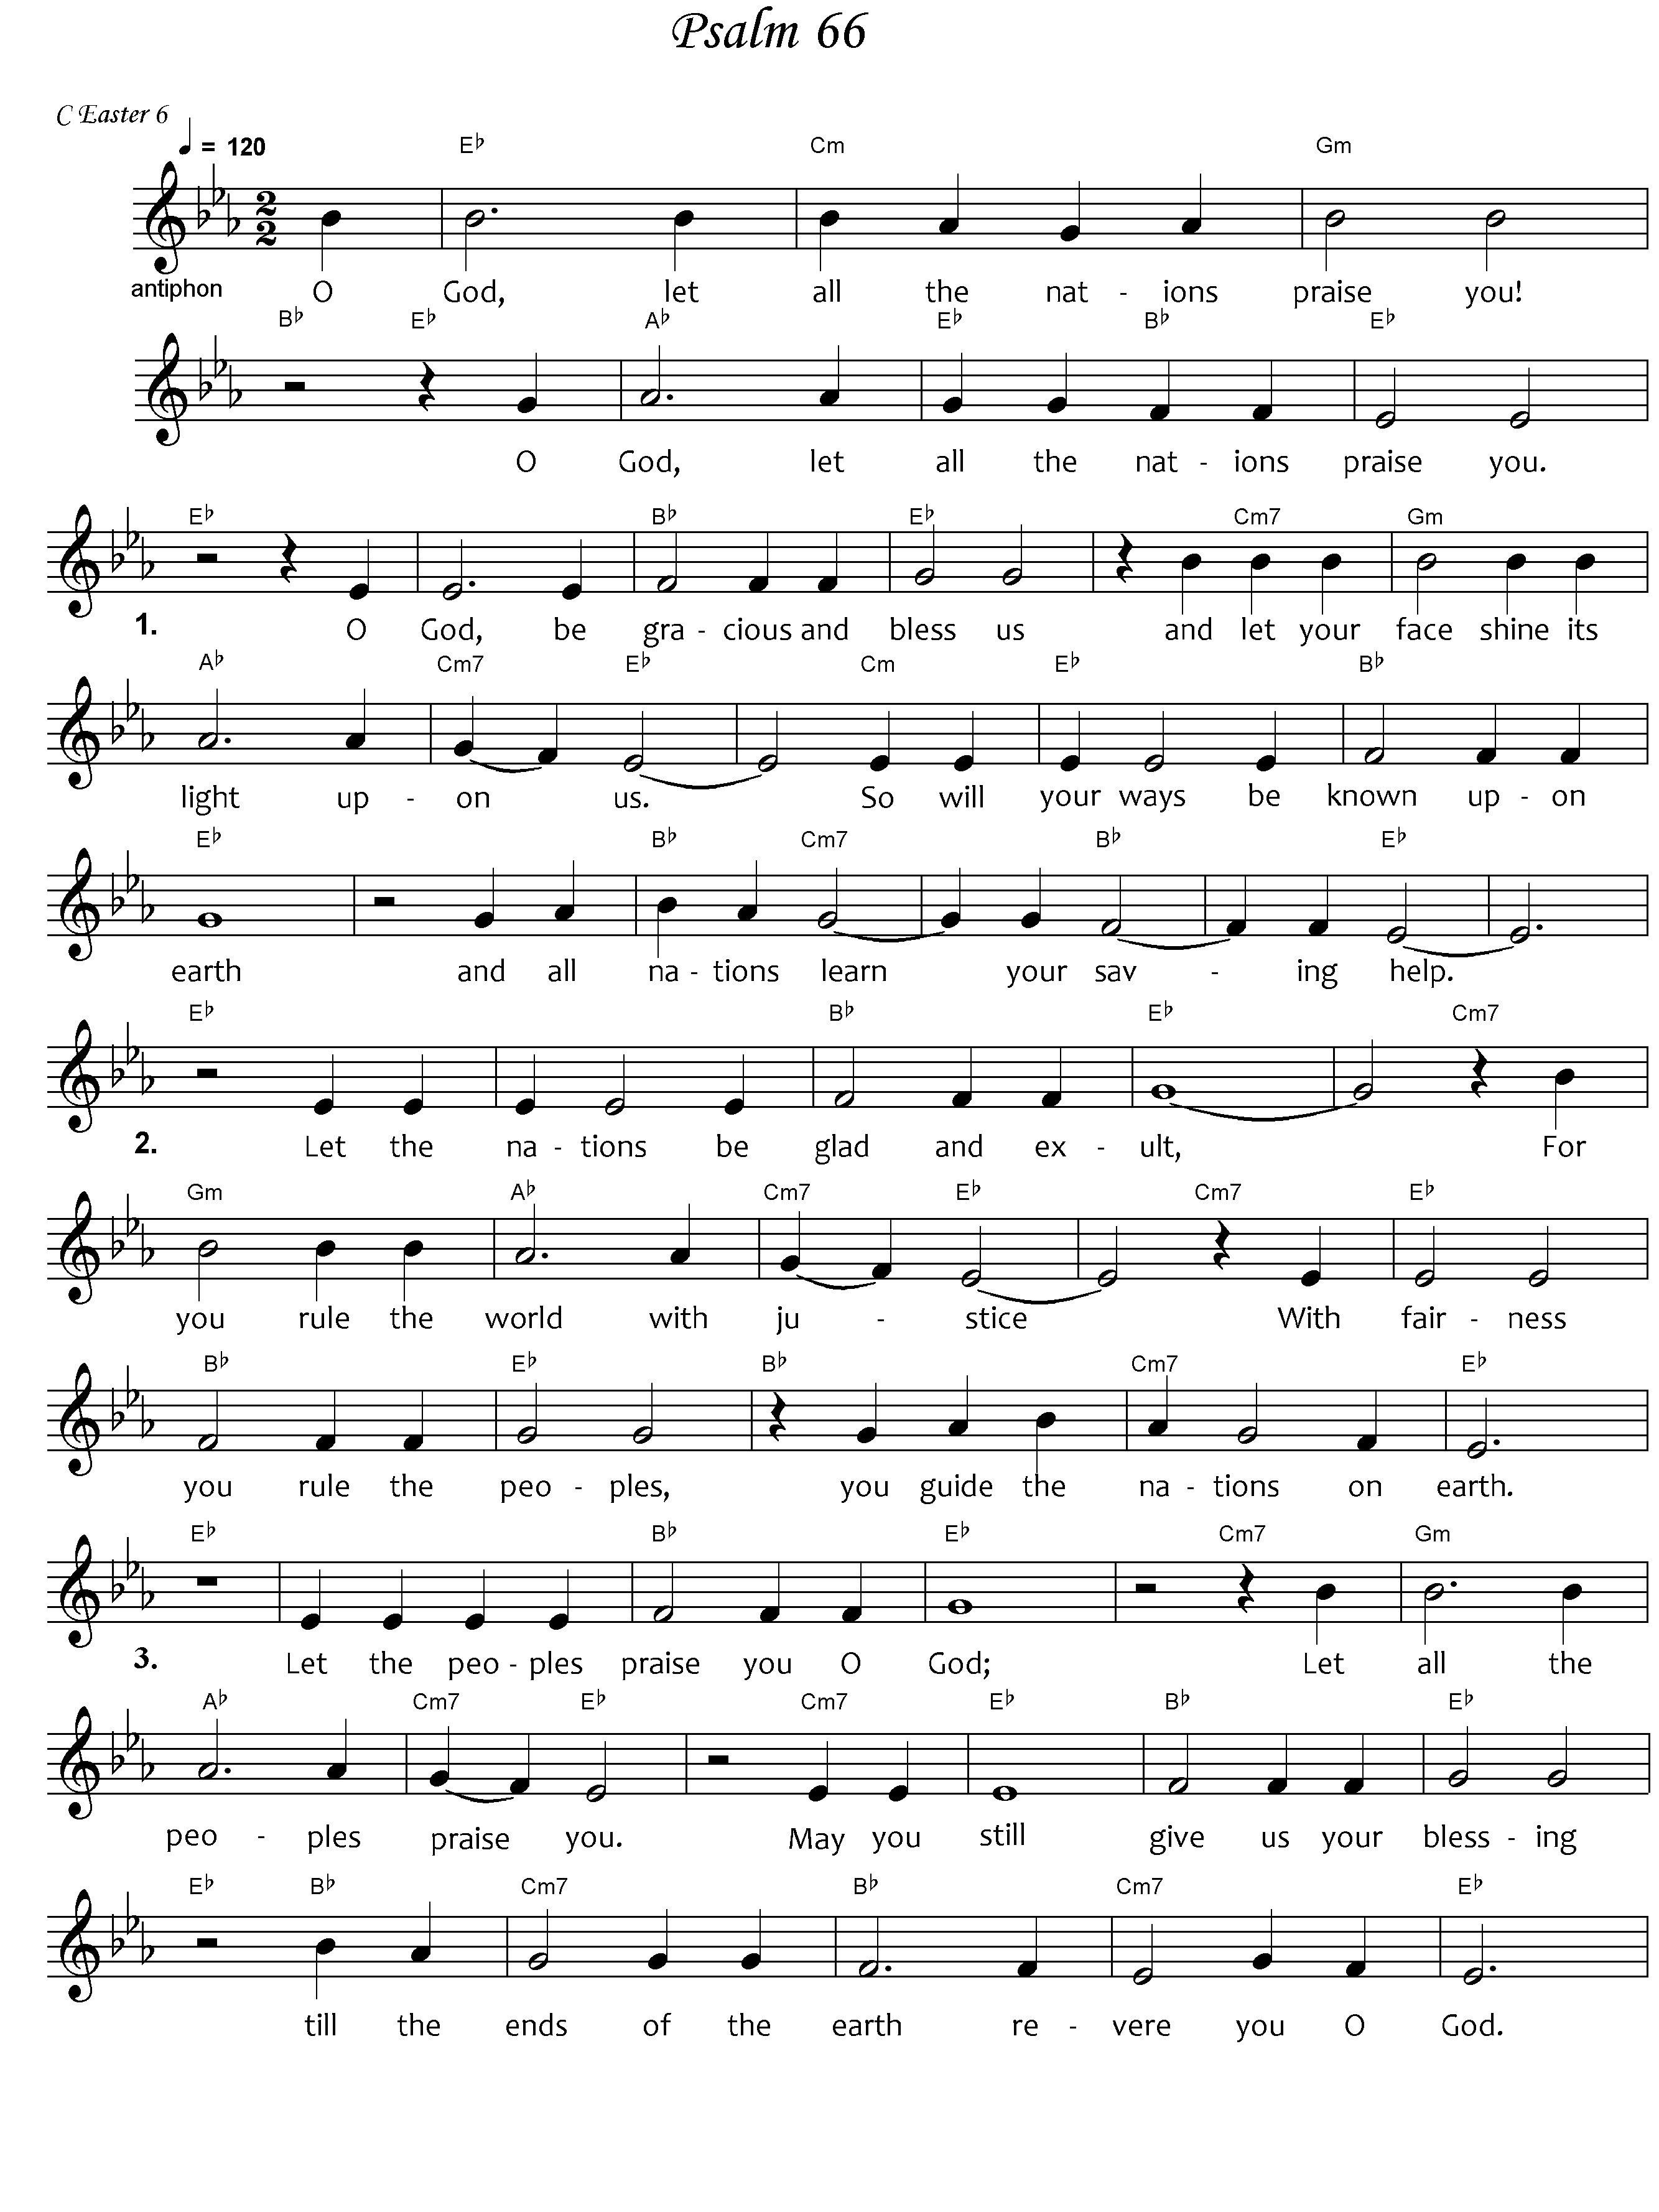 Psalm 66
C Easter 6
♩ = 120
E♭ Cm Gm
2
2
antiphon O God, let all the nat - ions praise you!
B♭ E♭ A♭ E♭ B♭ E♭
O God, let all the nat - ions praise you.
E♭ B♭ E♭ Cm7 Gm
1. O God, be gra - cious and bless us and let your face shine its
A♭ Cm7 E♭ Cm E♭ B♭
light up - on us. So will your ways be known up - on
E♭ B♭ Cm7 B♭ E♭
earth and all na - tions learn your sav - ing help.
E♭ B♭ E♭ Cm7
2. Let the na - tions be glad and ex - ult, For
Gm A♭ Cm7 E♭ Cm7 E♭
you rule the world with ju - stice With fair - ness
B♭ E♭ B♭ Cm7 E♭
you rule the peo - ples, you guide the na - tions on earth.
E♭ B♭ E♭ Cm7 Gm
3. Let the peo - ples praise you O God; Let all the
A♭ Cm7 E♭ Cm7 E♭ B♭ E♭
peo - ples praise you. May you still give us your bless - ing
E♭ B♭ Cm7 B♭ Cm7 E♭
till the ends of the earth re - vere you O God.